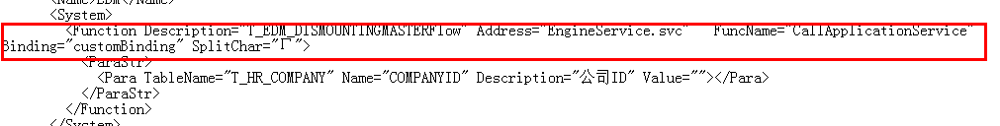 <Name>EDM</Name>
<System>
<Function Description="T_EDM_DISMOUNTINGMASTERFlow" Address="EngineService.svc" FuncName="CallApplicationService"
Binding="customBinding" SplitChar="Г">
<ParaStr>
<Para TableName="T_HR_COMPANY" Name="COMPANYID" Description="公司ID" Value=""></Para>
</ParaStr>
</Function>
</System>